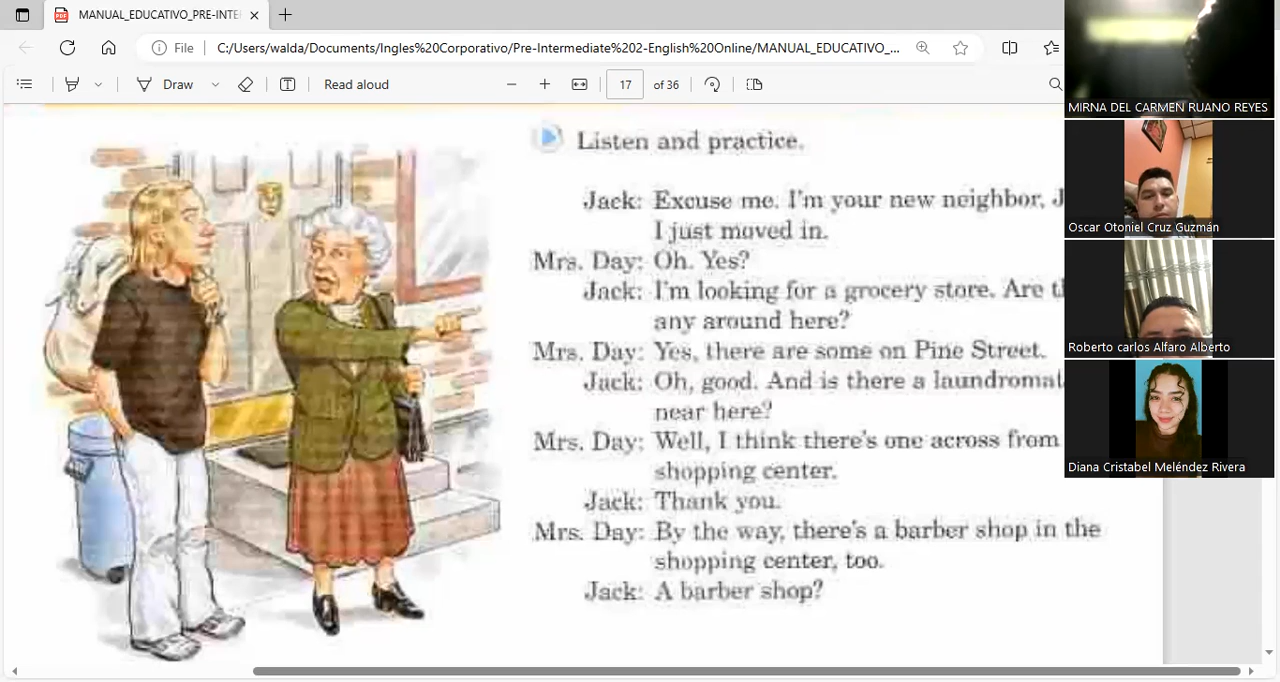 MANUAL_EDUCATIVO_PRE-INTE
File
C:/Users/walda/Documents/Ingles%20Corporativo/Pre-Intermediate%202-English%20Online/MANUAL_EDUCATIVO_...
Draw
Read aloud
17 of 36
Listen and practice.
Jack: Excuse me. I'm your new neighbor, J
I just moved in.
Mrs. Day: Oh. Yes?
Jack: I'm looking for a grocery store. Are
any around here?
Mrs. Day: Yes, there are some on Pine Street.
Jack: Oh, good. And is there a laundromat
near here?
Mrs. Day: Well, I think there's one across from
shopping center.
Jack: Thank you.
Mrs. Day: By the way, there's a barber shop in the
shopping center, too.
Jack: A barber shop?
MIRNA DEL CARMEN RUANO REYES
Oscar Otoniel Cruz Guzmán
Roberto carlos Alfaro Alberto
Diana Cristabel Meléndez Rivera